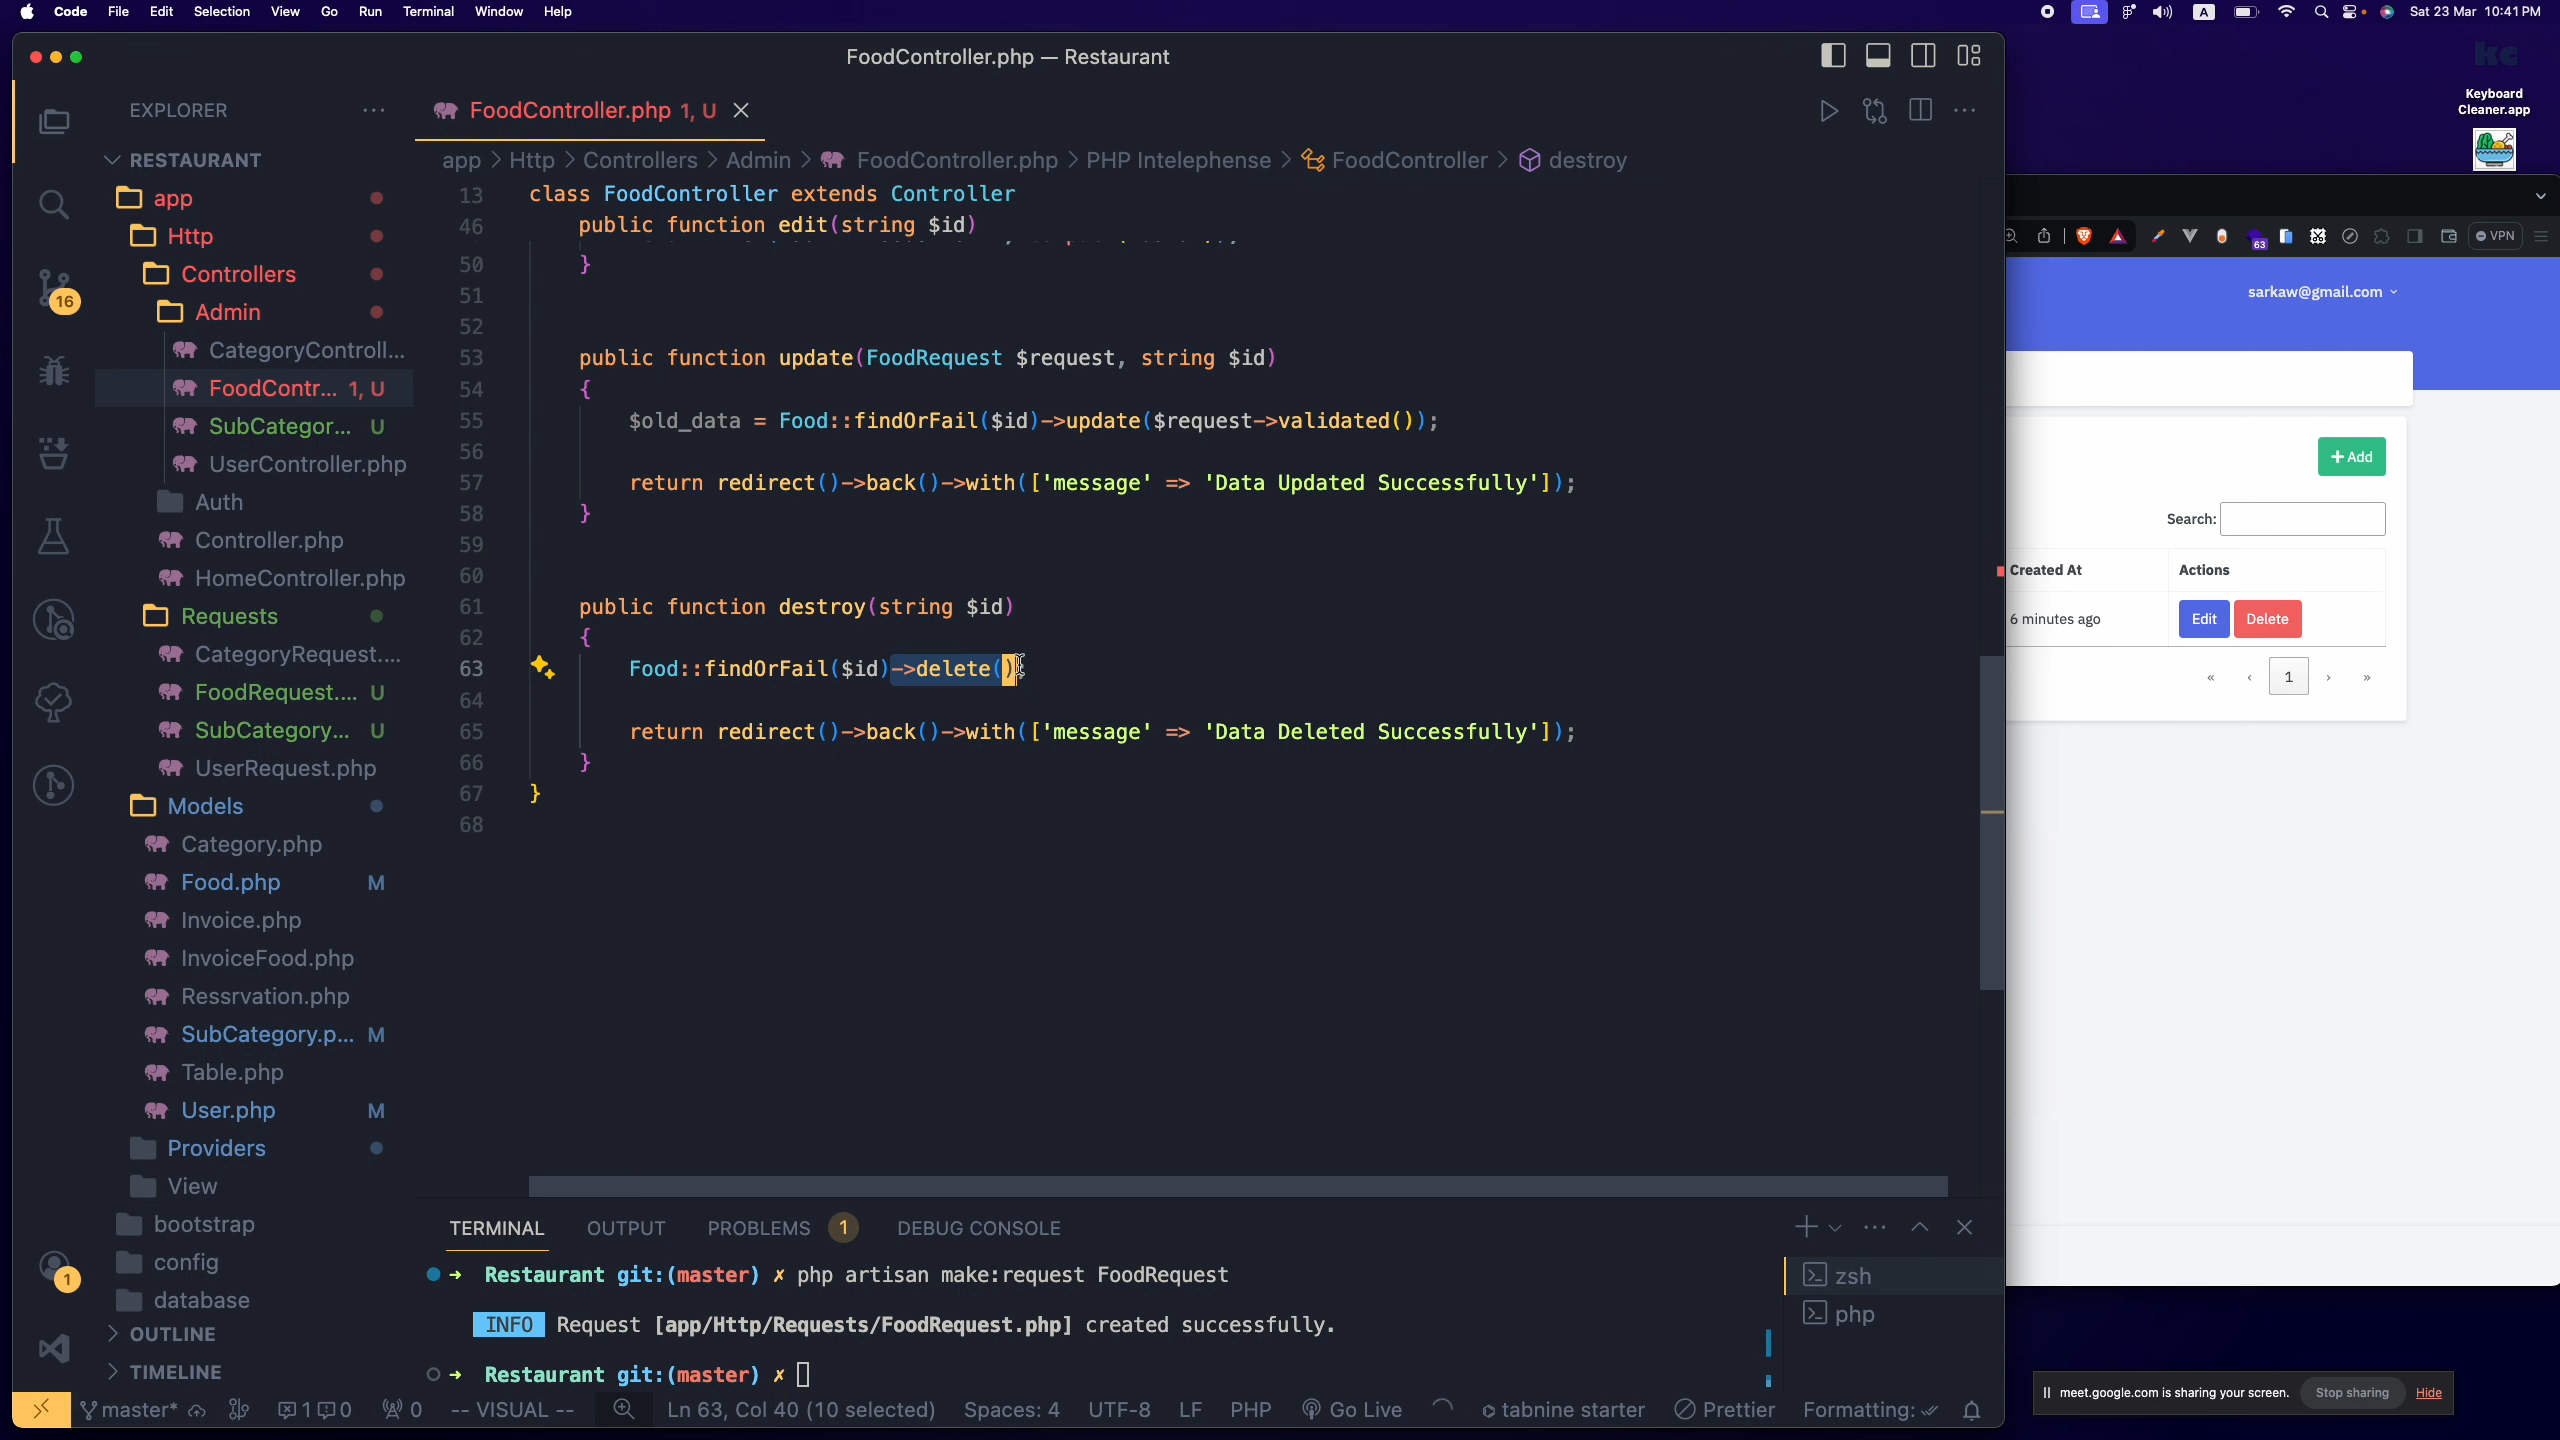 Code File Edit Selection View Go Run Terminal Window Help
A Sat 23 Mar 10:41 PM
FoodController.php — Restaurant
kc
Keyboard
Cleaner.app
EXPLORER
RESTAURANT
app
Http
Controllers
Admin
CategoryControll...
FoodContr... 1, U
SubCategor... U
UserController.php
Auth
Controller.php
HomeController.php
Requests
CategoryRequest....
FoodRequest.... U
SubCategory... U
UserRequest.php
Models
Category.php
Food.php M
Invoice.php
InvoiceFood.php
Ressrvation.php
SubCategory.p... M
Table.php
User.php M
Providers
View
bootstrap
config
database
OUTLINE
TIMELINE
16
1
FoodController.php 1, U
app > Http > Controllers > Admin > FoodController.php > PHP Intelephense > FoodController > destroy
13 class FoodController extends Controller
46 public function edit(string $id)
50 }
51
52
53 public function update(FoodRequest $request, string $id)
54 {
55 $old_data = Food::findOrFail($id)->update($request->validated());
56
57 return redirect()->back()->with(['message' => 'Data Updated Successfully']);
58 }
59
60
61 public function destroy(string $id)
62 {
63 Food::findOrFail($id)->delete();
64
65 return redirect()->back()->with(['message' => 'Data Deleted Successfully']);
66 }
67 }
68
TERMINAL OUTPUT PROBLEMS 1 DEBUG CONSOLE
➜ Restaurant git:(master) ✗ php artisan make:request FoodRequest
INFO Request [app/Http/Requests/FoodRequest.php] created successfully.
➜ Restaurant git:(master) ✗
zsh
php
master* 1 0 0 -- VISUAL -- Ln 63, Col 40 (10 selected) Spaces: 4 UTF-8 LF PHP Go Live tabnine starter Prettier Formatting:
63 VPN
sarkaw@gmail.com
+ Add
Search:
Created At Actions
6 minutes ago Edit Delete
« ‹ 1 › »
meet.google.com is sharing your screen. Stop sharing Hide